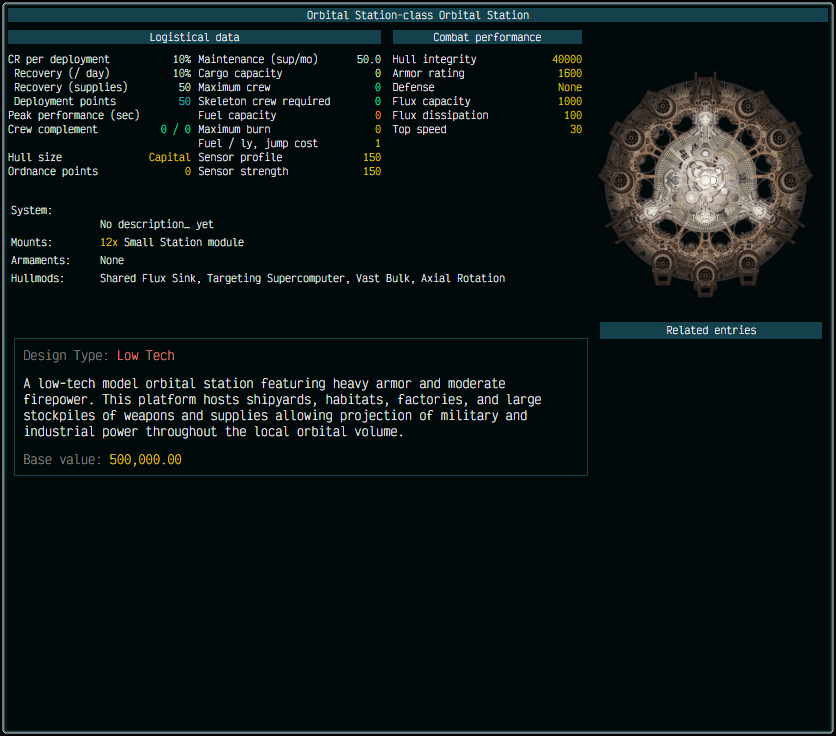 Orbital Station-class Orbital Station
Logistical data
Combat performance
CR per deployment 10% Maintenance (sup/mo) 50.0 Hull integrity 40000
Recovery (/ day) 10% Cargo capacity 0 Armor rating 1600
Recovery (supplies) 50 Maximum crew 0 Defense None
Deployment points 50 Skeleton crew required 0 Flux capacity 1000
Peak performance (sec) Fuel capacity 0 Flux dissipation 100
Crew complement 0 / 0 Maximum burn 0 Top speed 30
Fuel / ly, jump cost 1
Hull size Capital Sensor profile 150
Ordnance points 0 Sensor strength 150
System:
No description… yet
Mounts: 12x Small Station module
Armaments: None
Hullmods: Shared Flux Sink, Targeting Supercomputer, Vast Bulk, Axial Rotation
Related entries
Design Type: Low Tech
A low-tech model orbital station featuring heavy armor and moderate
firepower. This platform hosts shipyards, habitats, factories, and large
stockpiles of weapons and supplies allowing projection of military and
industrial power throughout the local orbital volume.
Base value: 500,000.00